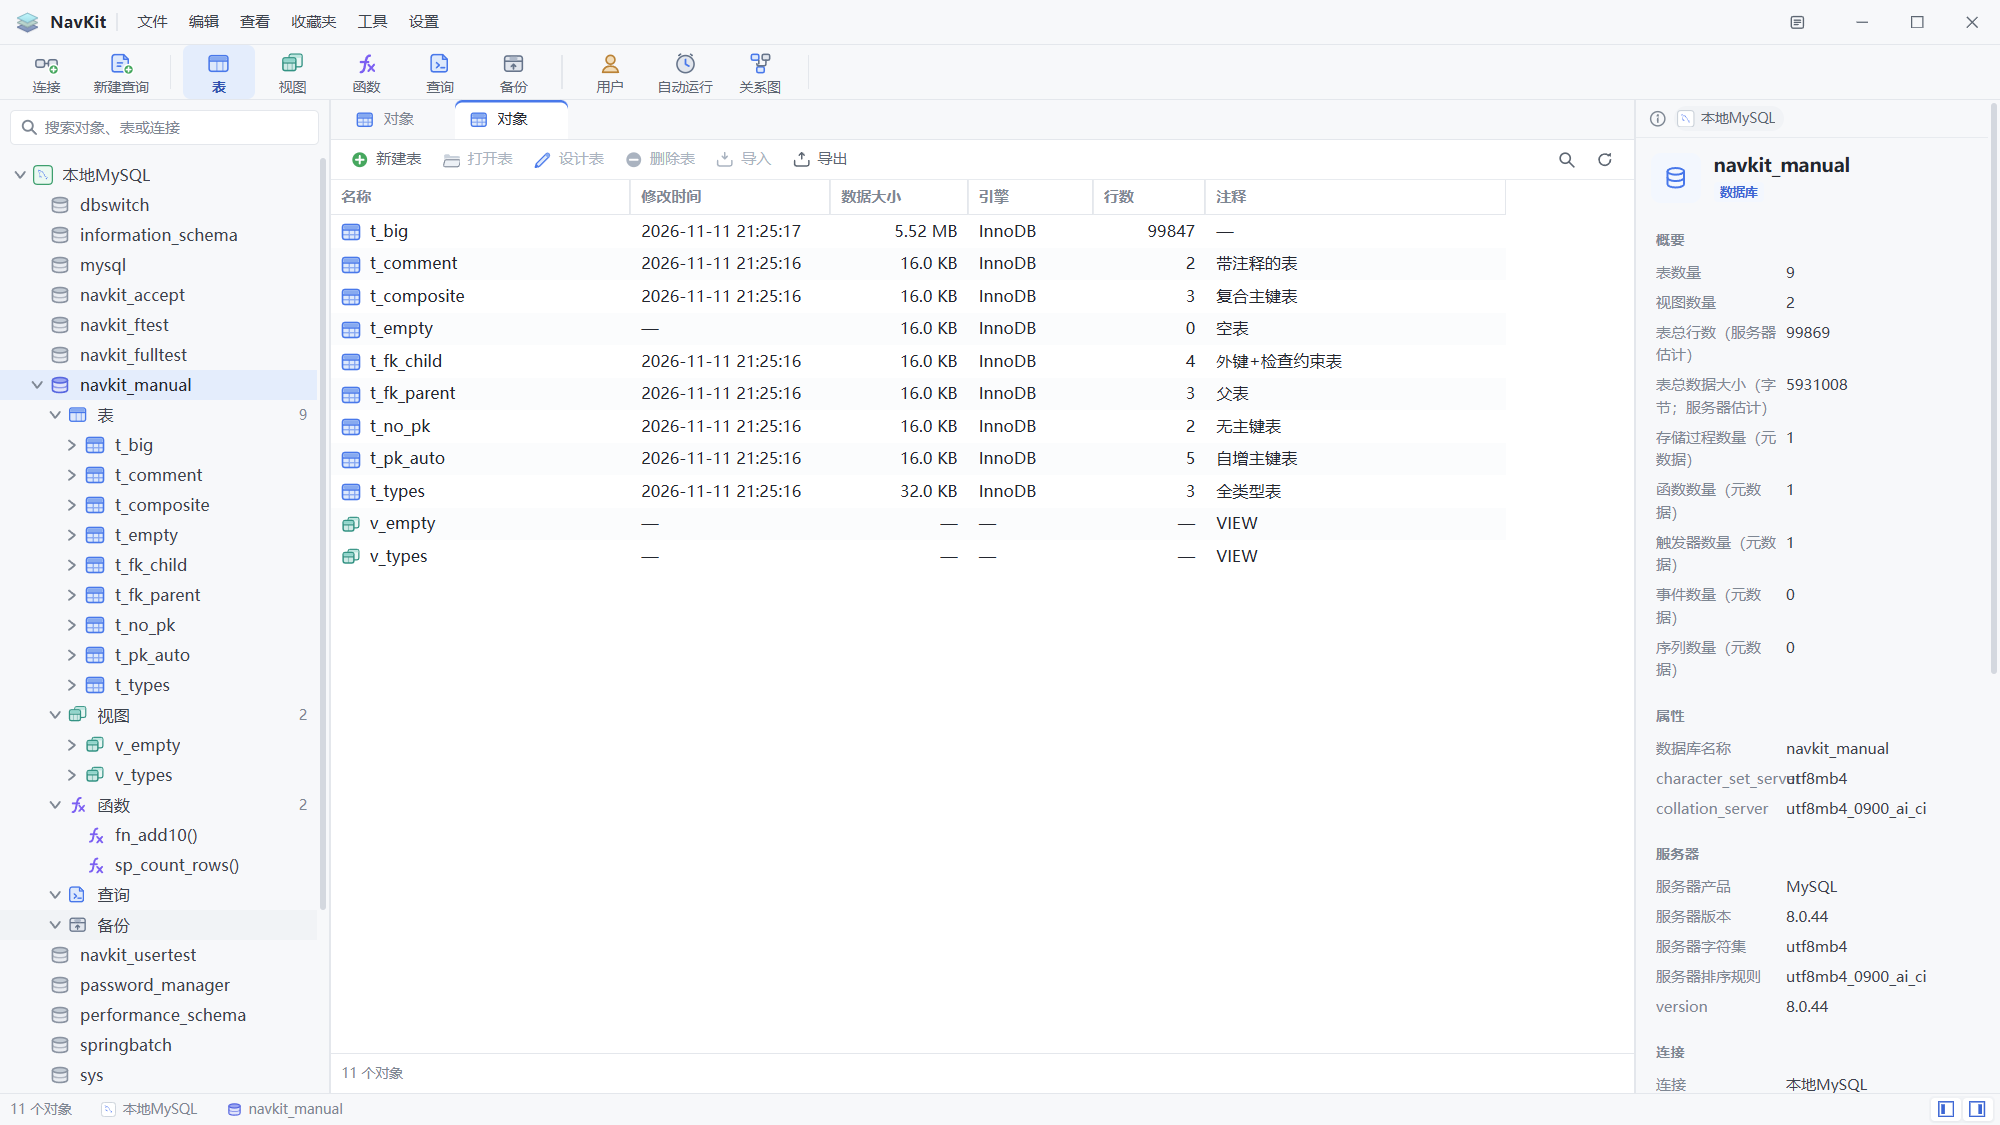 NavKit 文件 编辑 查看 收藏夹 工具 设置
连接 新建查询 表 视图 函数 查询 备份 用户 自动运行 关系图
搜索对象、表或连接
本地MySQL
dbswitch
information_schema
mysql
navkit_accept
navkit_ftest
navkit_fulltest
navkit_manual
表 9
t_big
t_comment
t_composite
t_empty
t_fk_child
t_fk_parent
t_no_pk
t_pk_auto
t_types
视图 2
v_empty
v_types
函数 2
fn_add10()
sp_count_rows()
查询
备份
navkit_usertest
password_manager
performance_schema
springbatch
sys
对象 对象
新建表 打开表 设计表 删除表 导入 导出
名称 修改时间 数据大小 引擎 行数 注释
t_big 2026-11-11 21:25:17 5.52 MB InnoDB 99847 —
t_comment 2026-11-11 21:25:16 16.0 KB InnoDB 2 带注释的表
t_composite 2026-11-11 21:25:16 16.0 KB InnoDB 3 复合主键表
t_empty — 16.0 KB InnoDB 0 空表
t_fk_child 2026-11-11 21:25:16 16.0 KB InnoDB 4 外键+检查约束表
t_fk_parent 2026-11-11 21:25:16 16.0 KB InnoDB 3 父表
t_no_pk 2026-11-11 21:25:16 16.0 KB InnoDB 2 无主键表
t_pk_auto 2026-11-11 21:25:16 16.0 KB InnoDB 5 自增主键表
t_types 2026-11-11 21:25:16 32.0 KB InnoDB 3 全类型表
v_empty — — — — VIEW
v_types — — — — VIEW
11 个对象
本地MySQL
navkit_manual
数据库
概要
表数量 9
视图数量 2
表总行数（服务器 99869
估计）
表总数据大小（字 5931008
节；服务器估计）
存储过程数量（元 1
数据）
函数数量（元数 1
据）
触发器数量（元数 1
据）
事件数量（元数 0
据）
序列数量（元数 0
据）
属性
数据库名称 navkit_manual
character_set_server utf8mb4
collation_server utf8mb4_0900_ai_ci
服务器
服务器产品 MySQL
服务器版本 8.0.44
服务器字符集 utf8mb4
服务器排序规则 utf8mb4_0900_ai_ci
version 8.0.44
连接
连接 本地MySQL
11 个对象 本地MySQL navkit_manual